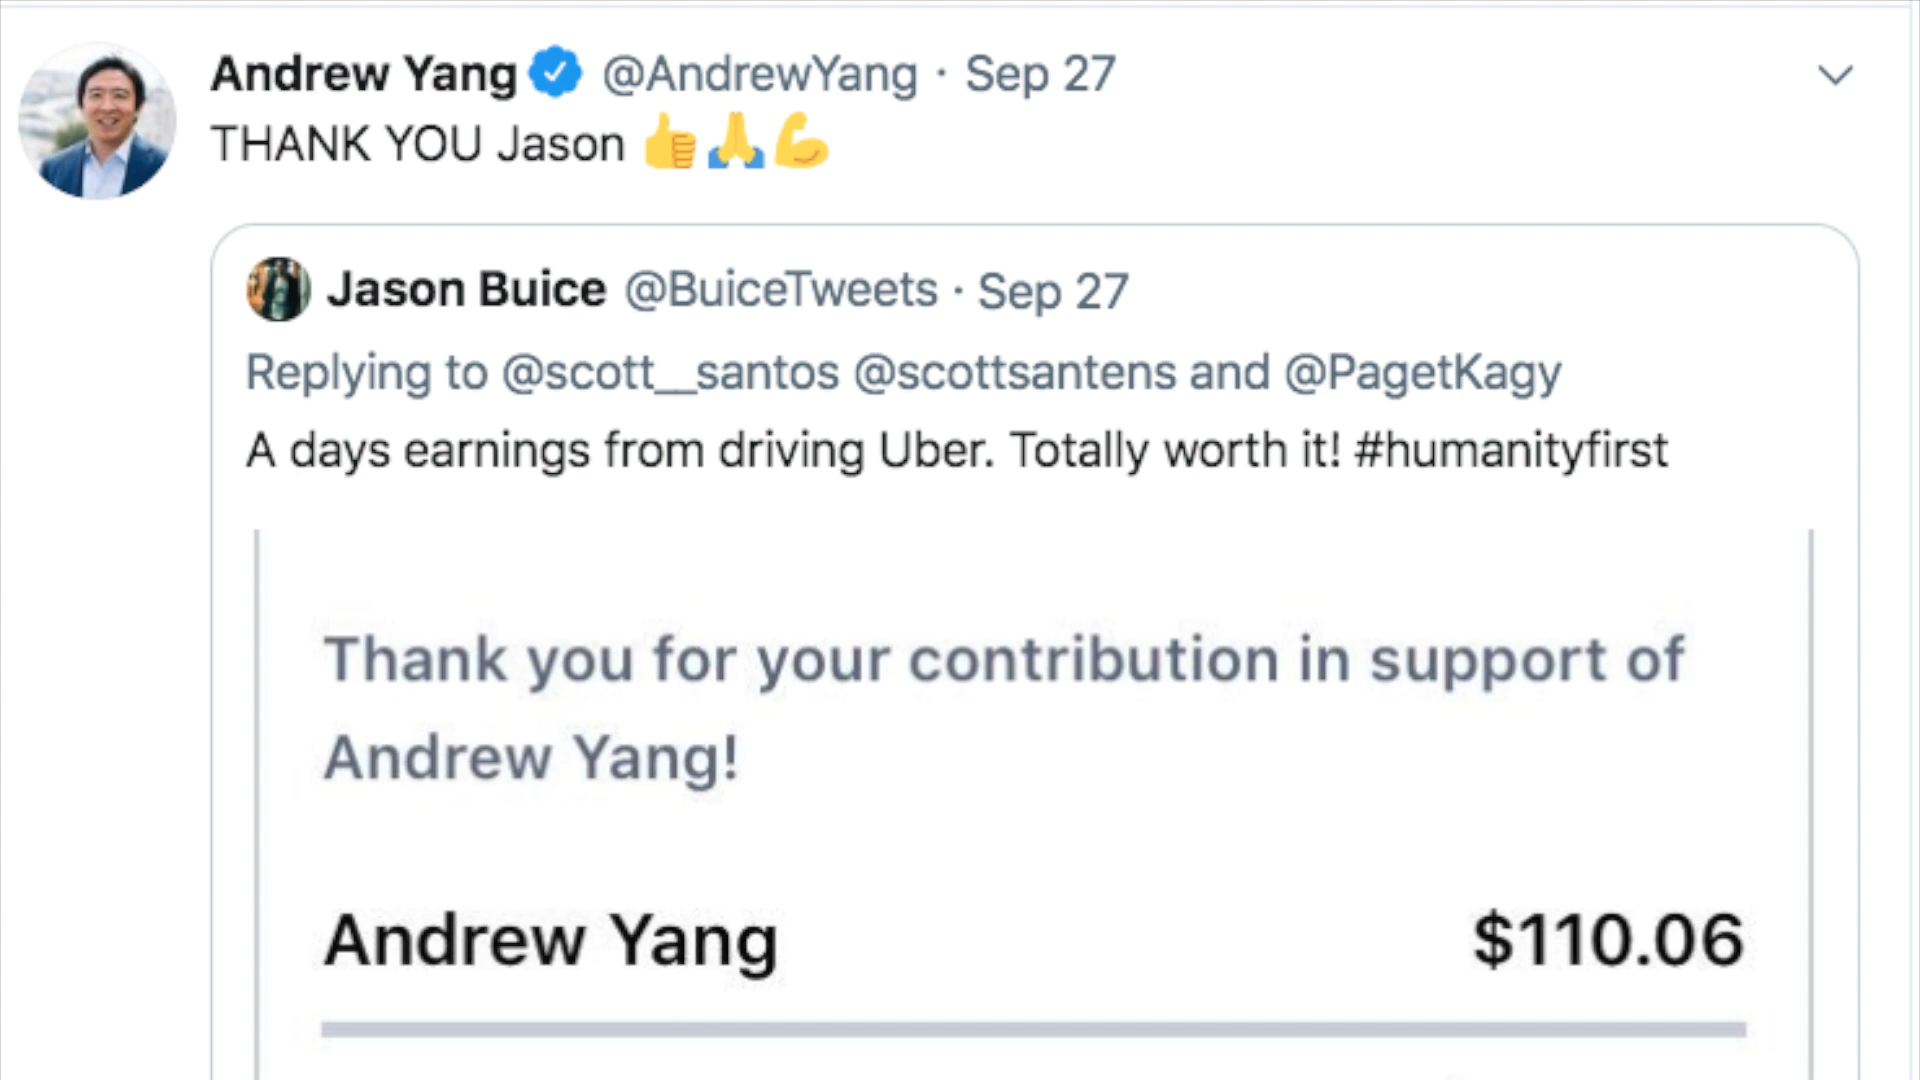 Andrew Yang @AndrewYang · Sep 27
THANK YOU Jason 👍🙏💪
Jason Buice @BuiceTweets · Sep 27
Replying to @scott__santos @scottsantens and @PagetKagy
A days earnings from driving Uber. Totally worth it! #humanityfirst
Thank you for your contribution in support of
Andrew Yang!
Andrew Yang $110.06